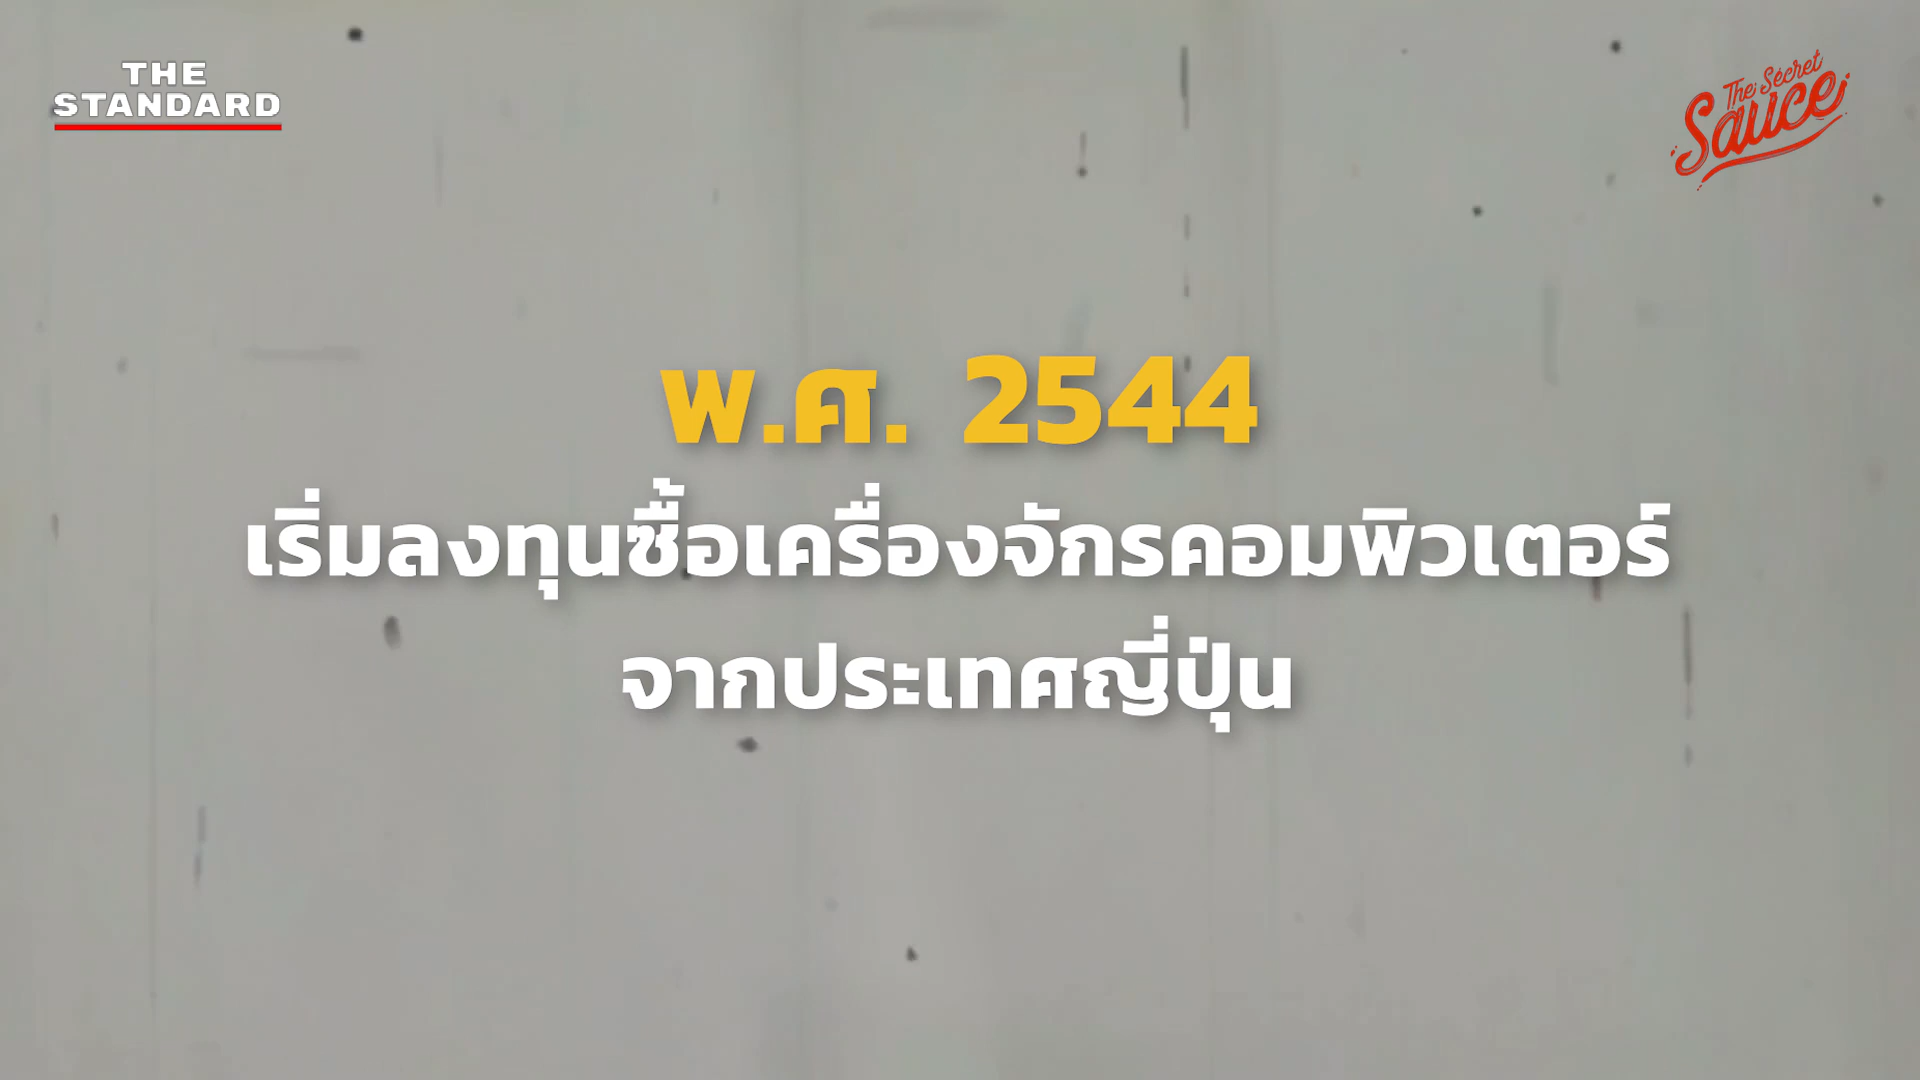 THE
STANDARD
The Secret
Sauce
พ.ศ. 2544
เริ่มลงทุนซื้อเครื่องจักรคอมพิวเตอร์
จากประเทศญี่ปุ่น